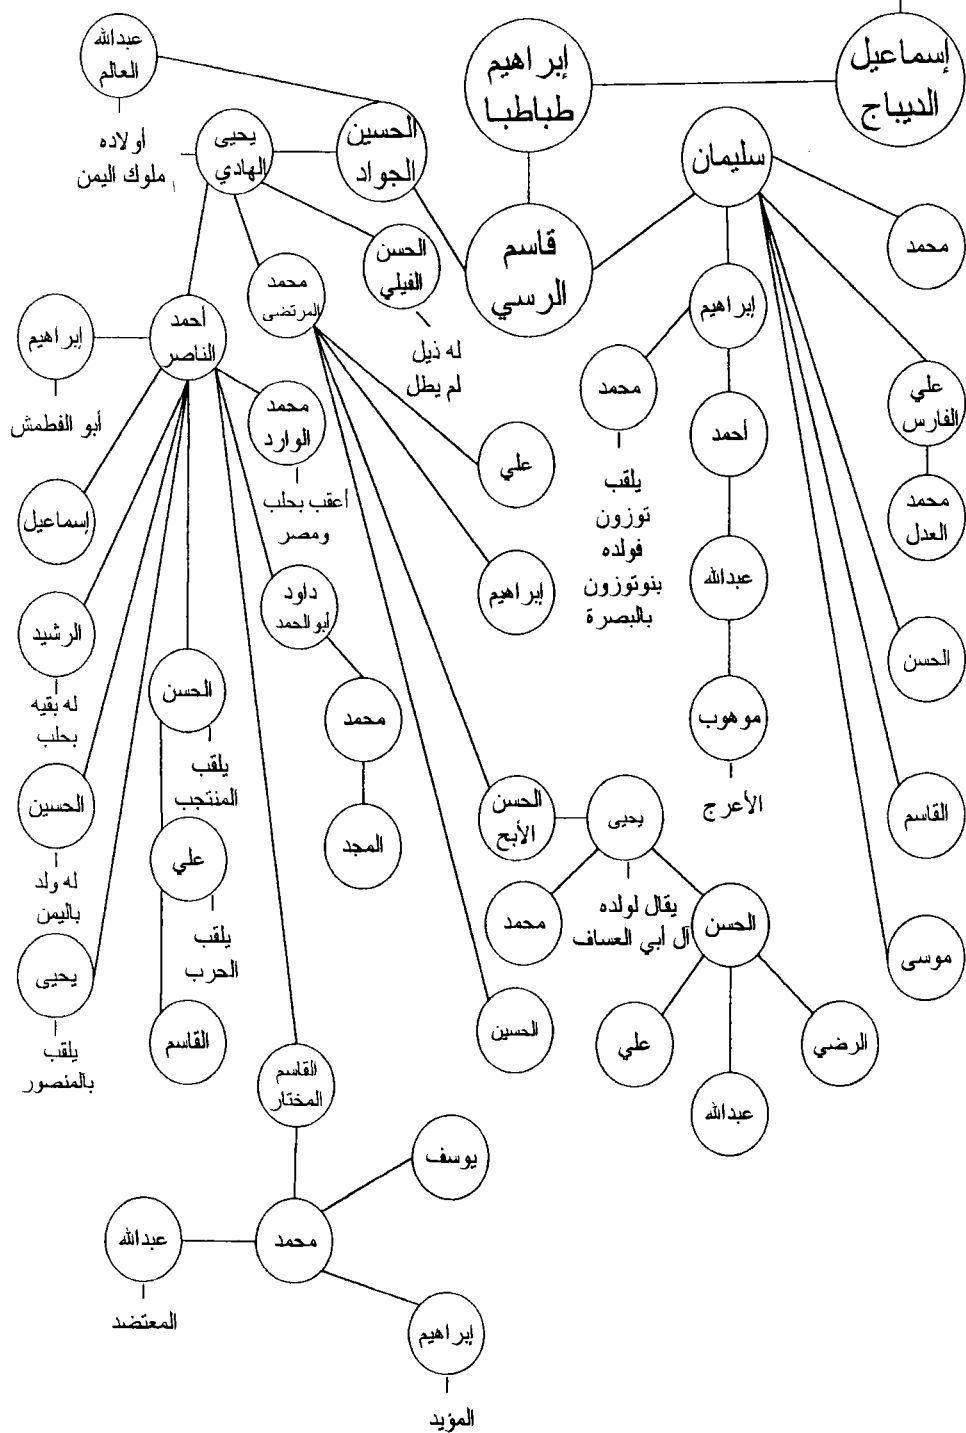 إسماعيل
الديباج
إبراهيم
طباطبا
عبدالله
العالم
سليمان
الحسين
الجواد
يحيى
الهادي
أولاده
ملوك اليمن
محمد
قاسم
الرسي
الحسن
الفيلي
محمد
المرتضى
إبراهيم
أحمد
الناصر
إبراهيم
أبو الغطمش
له ذيل
لم يطل
محمد
علي
الفارس
محمد
الوارد
أحمد
علي
يلقب
توزون
فولده
بنوتوزون
بالبصرة
أعقب بحلب
ومصر
محمد
العدل
إسماعيل
عبدالله
إبراهيم
داود
أبو الحمد
الرشيد
له بقيه
بحلب
الحسن
الحسن
يلقب
المنتجب
محمد
موهوب
الأعرج
الحسين
له ولد
باليمن
القاسم
الحسن
الأبح
يحيى
يقال لولده
آل أبي العساف
علي
يلقب
الحرب
المجد
محمد
الحسن
موسى
يحيى
يلقب
بالمنصور
القاسم
الحسين
علي
الرضي
عبدالله
القاسم
المختار
يوسف
محمد
عبدالله
المعتضد
إبراهيم
المؤيد